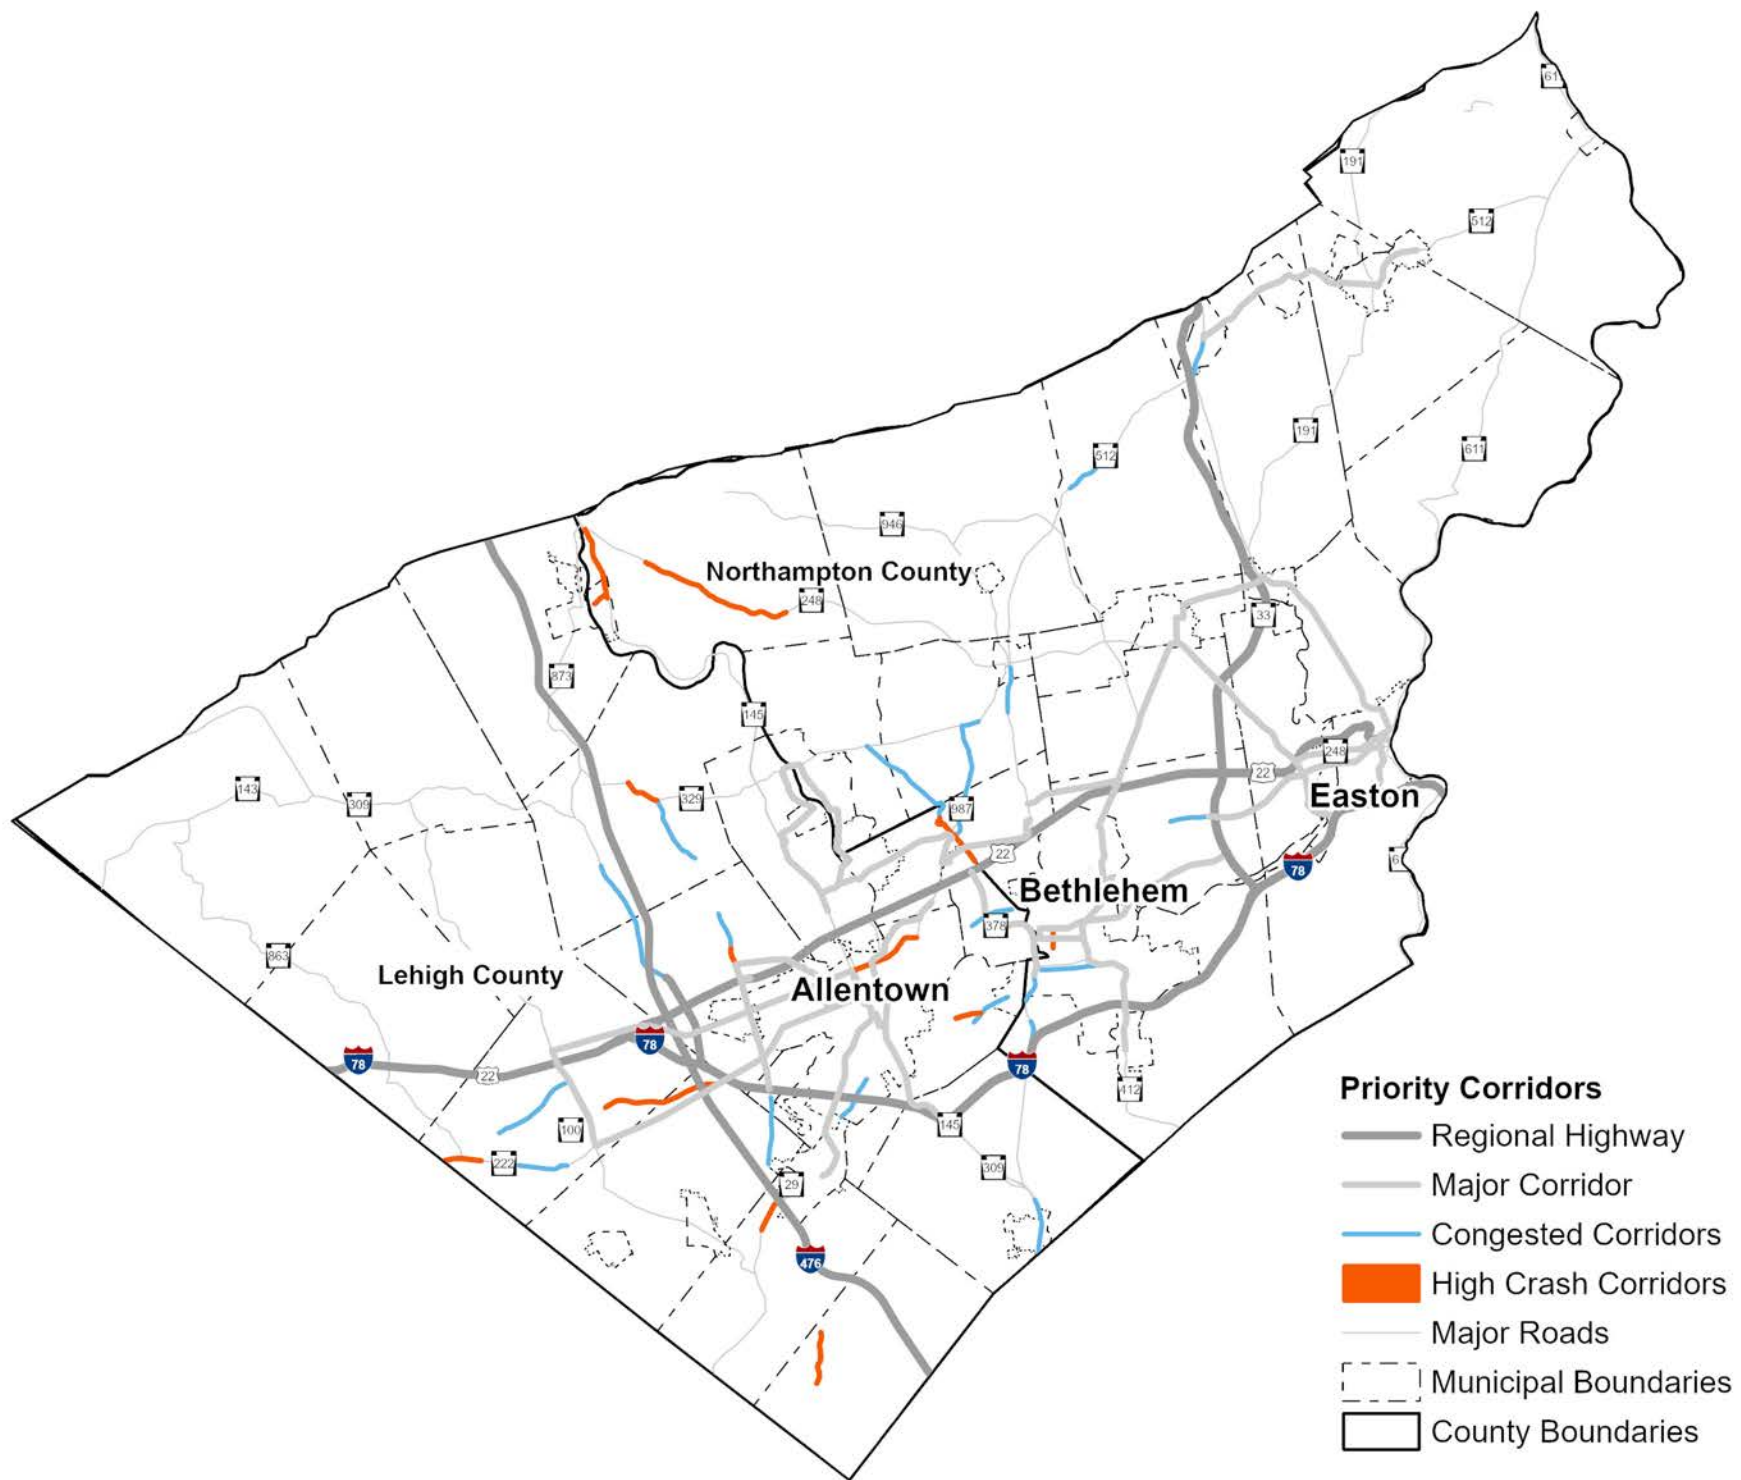 61
191
512
512
191
611
946
Northampton County
248
33
873
145
248
22
143
309
329
987
Easton
22
78
Bethlehem
378
863
Lehigh County
Allentown
78
78
22
78
412
100
145
222
309
29
476
Priority Corridors
Regional Highway
Major Corridor
Congested Corridors
High Crash Corridors
Major Roads
Municipal Boundaries
County Boundaries